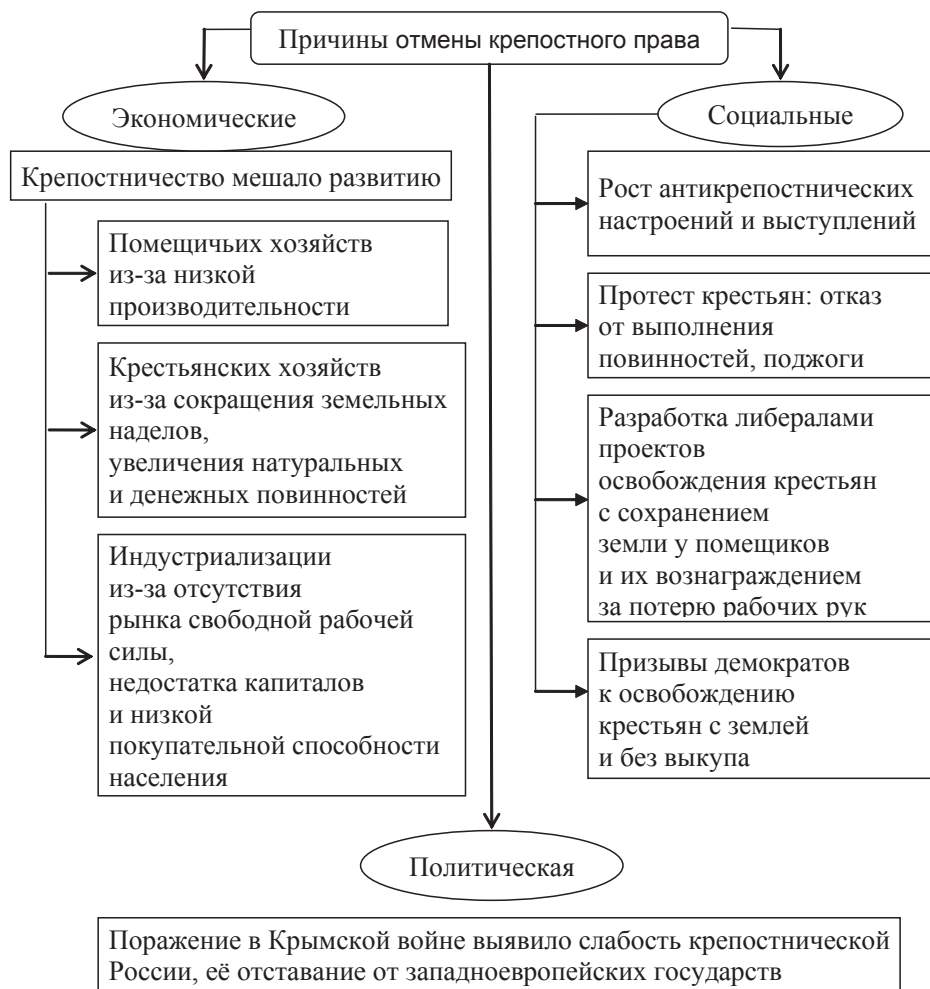 Причины отмены крепостного права
Экономические
Крепостничество мешало развитию
Помещичьих хозяйств
из-за низкой
производительности
Крестьянских хозяйств
из-за сокращения земельных
наделов,
увеличения натуральных
и денежных повинностей
Индустриализации
из-за отсутствия
рынка свободной рабочей
силы,
недостатка капиталов
и низкой
покупательной способности
населения
Социальные
Рост антикрепостнических
настроений и выступлений
Протест крестьян: отказ
от выполнения
повинностей, поджоги
Разработка либералами
проектов
освобождения крестьян
с сохранением
земли у помещиков
и их вознаграждением
за потерю рабочих рук
Призывы демократов
к освобождению
крестьян с землей
и без выкупа
Политическая
Поражение в Крымской войне выявило слабость крепостнической
России, её отставание от западноевропейских государств